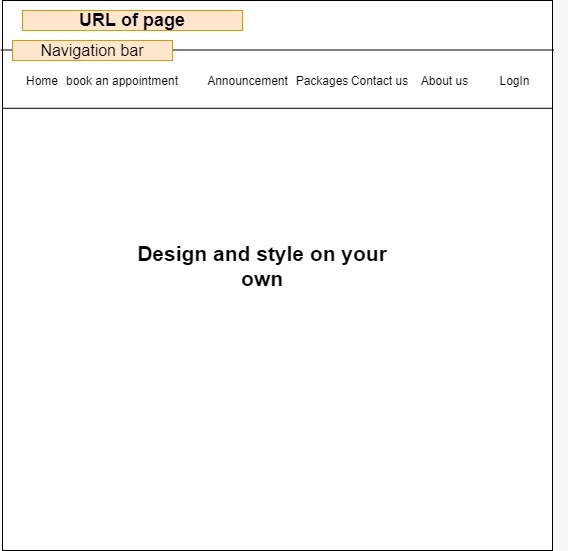 URL of page
Navigation bar
Home book an appointment Announcement Packages Contact us About us LogIn
Design and style on your
own